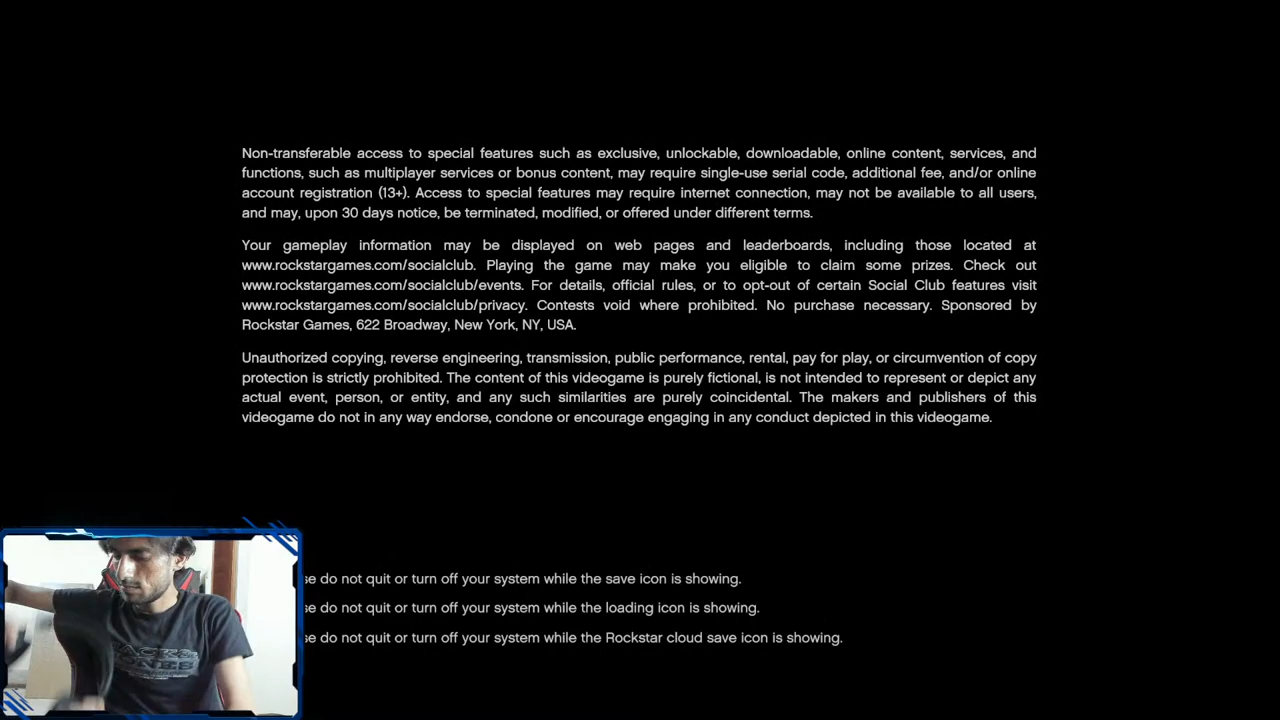 Non-transferable access to special features such as exclusive, unlockable, downloadable, online content, services, and
functions, such as multiplayer services or bonus content, may require single-use serial code, additional fee, and/or online
account registration (13+). Access to special features may require internet connection, may not be available to all users,
and may, upon 30 days notice, be terminated, modified, or offered under different terms.
Your gameplay information may be displayed on web pages and leaderboards, including those located at
www.rockstargames.com/socialclub. Playing the game may make you eligible to claim some prizes. Check out
www.rockstargames.com/socialclub/events. For details, official rules, or to opt-out of certain Social Club features visit
www.rockstargames.com/socialclub/privacy. Contests void where prohibited. No purchase necessary. Sponsored by
Rockstar Games, 622 Broadway, New York, NY, USA.
Unauthorized copying, reverse engineering, transmission, public performance, rental, pay for play, or circumvention of copy
protection is strictly prohibited. The content of this videogame is purely fictional, is not intended to represent or depict any
actual event, person, or entity, and any such similarities are purely coincidental. The makers and publishers of this
videogame do not in any way endorse, condone or encourage engaging in any conduct depicted in this videogame.
se do not quit or turn off your system while the save icon is showing.
se do not quit or turn off your system while the loading icon is showing.
se do not quit or turn off your system while the Rockstar cloud save icon is showing.